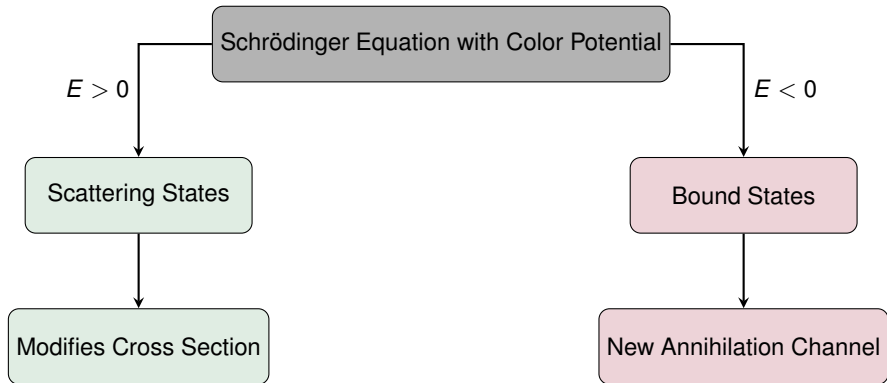 Schrödinger Equation with Color Potential
E > 0
E < 0
Scattering States
Bound States
Modifies Cross Section
New Annihilation Channel